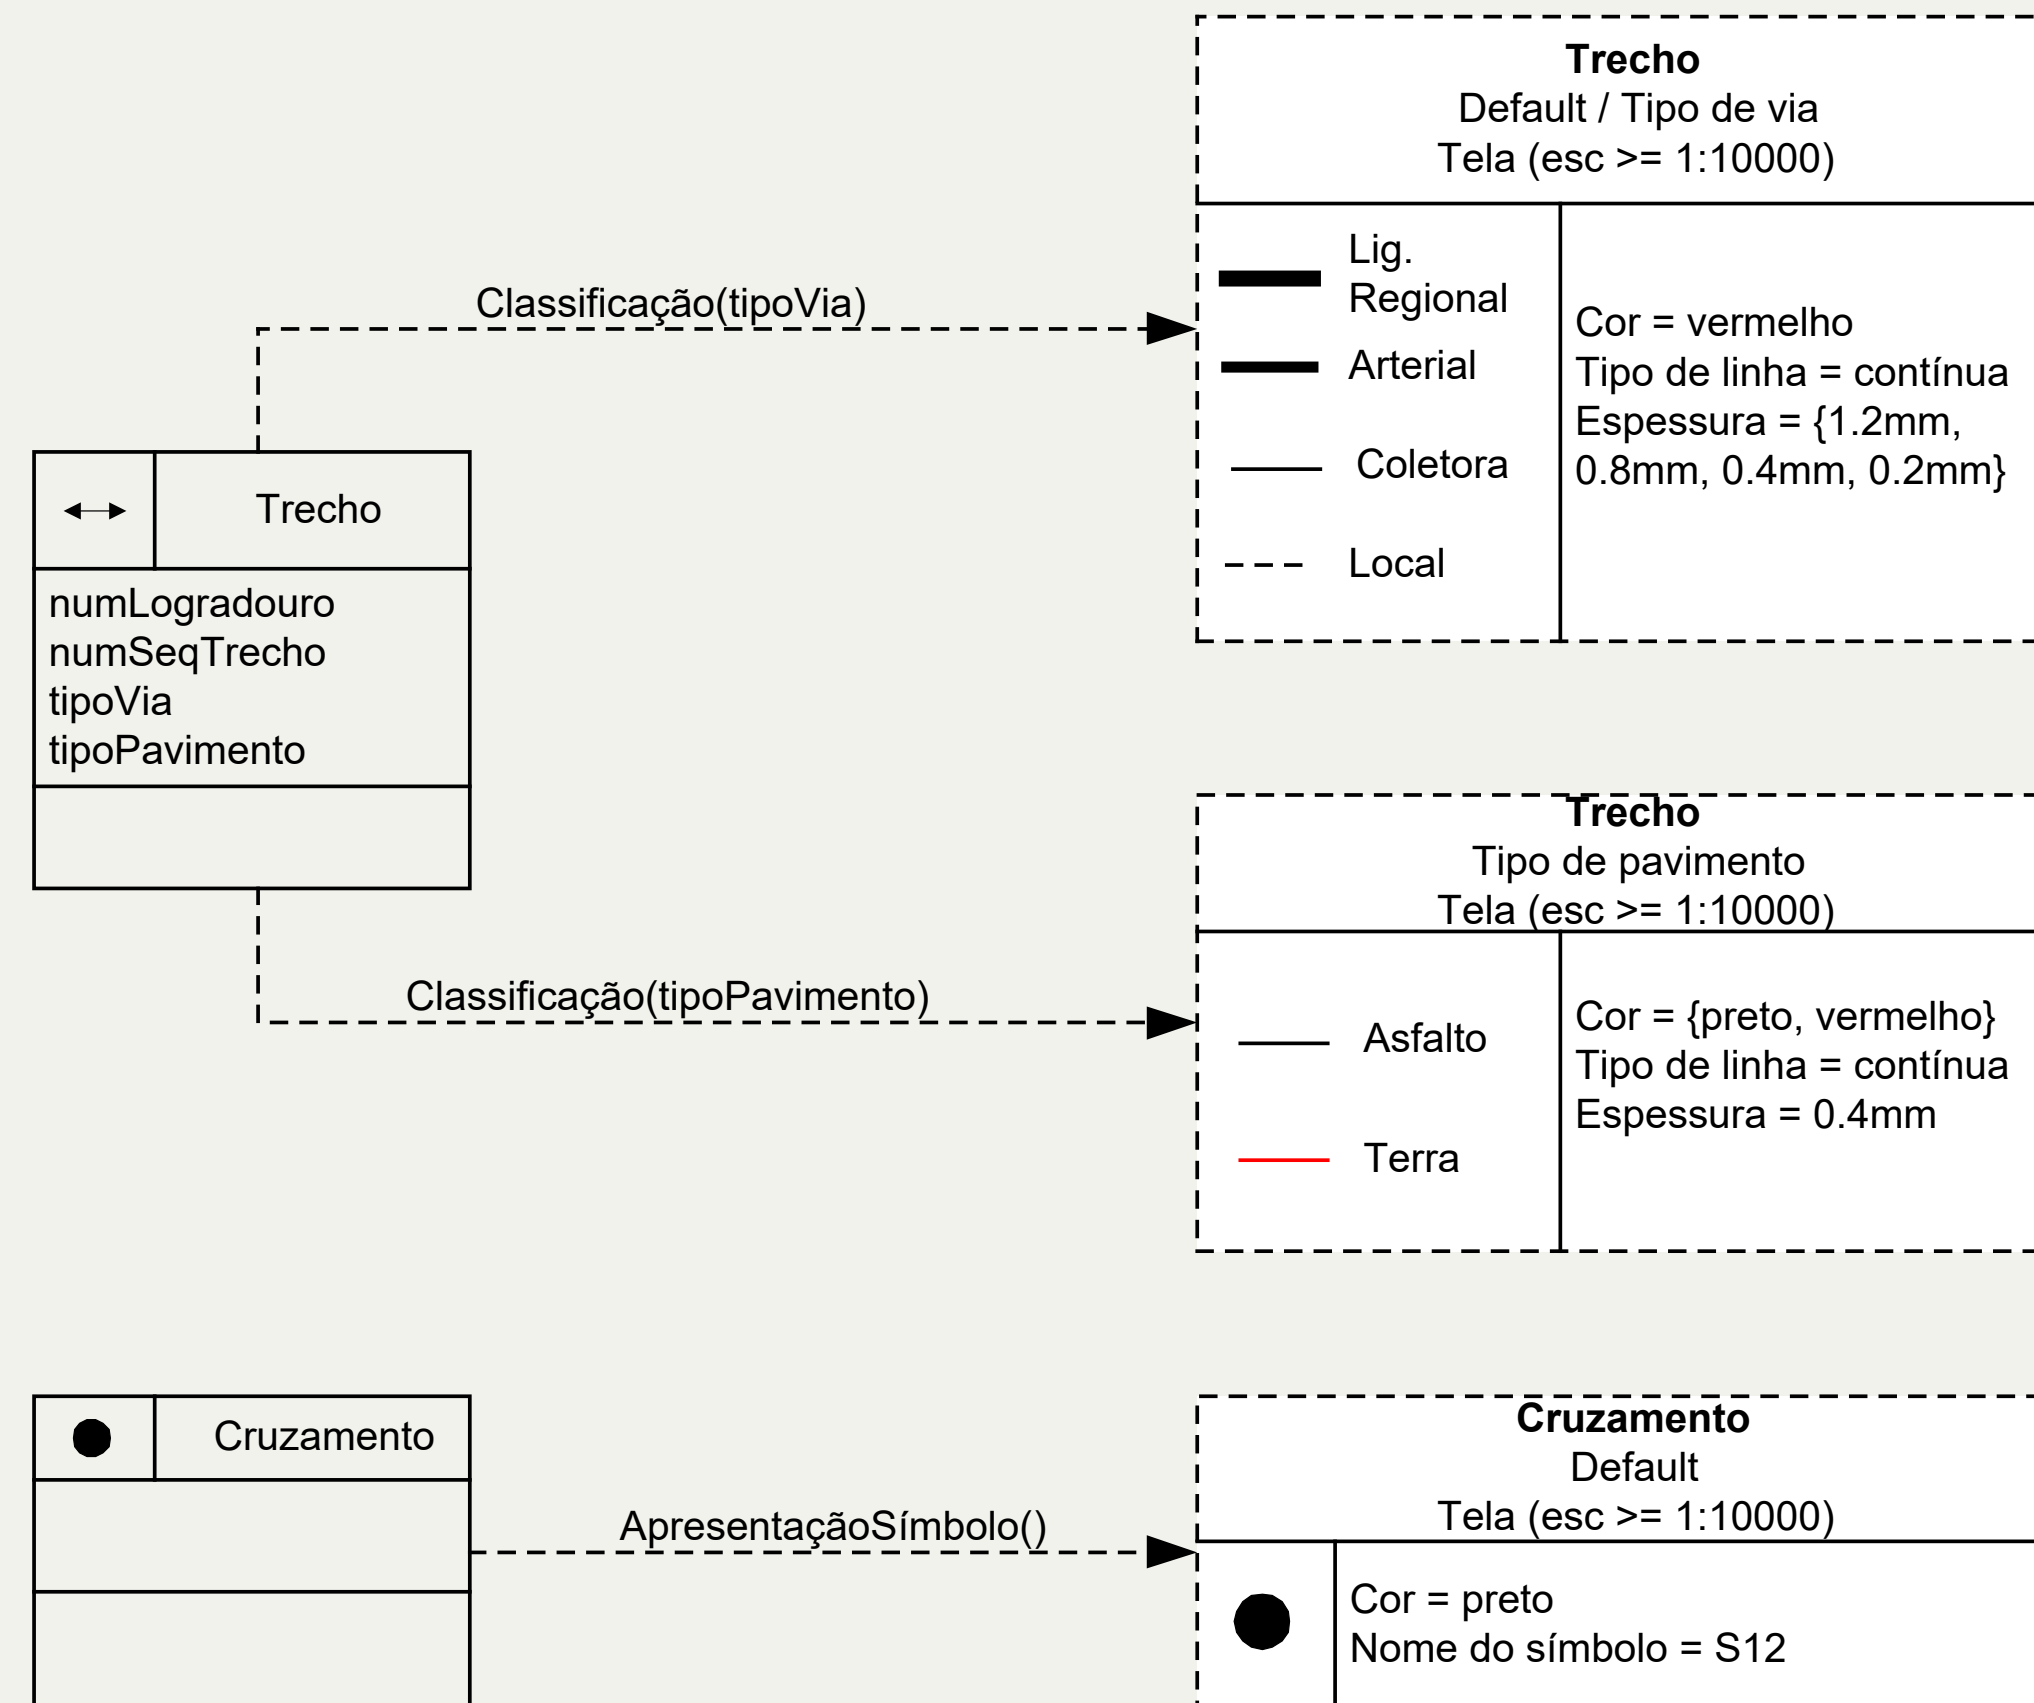 Trecho
Default / Tipo de via
Tela (esc >= 1:10000)
Lig.
Regional
Arterial
Coletora
Local
Cor = vermelho
Tipo de linha = contínua
Espessura = {1.2mm,
0.8mm, 0.4mm, 0.2mm}
Classificação(tipoVia)
Trecho
numLogradouro
numSeqTrecho
tipoVia
tipoPavimento
Classificação(tipoPavimento)
Trecho
Tipo de pavimento
Tela (esc >= 1:10000)
Asfalto
Terra
Cor = {preto, vermelho}
Tipo de linha = contínua
Espessura = 0.4mm
Cruzamento
ApresentaçãoSímbolo()
Cruzamento
Default
Tela (esc >= 1:10000)
Cor = preto
Nome do símbolo = S12